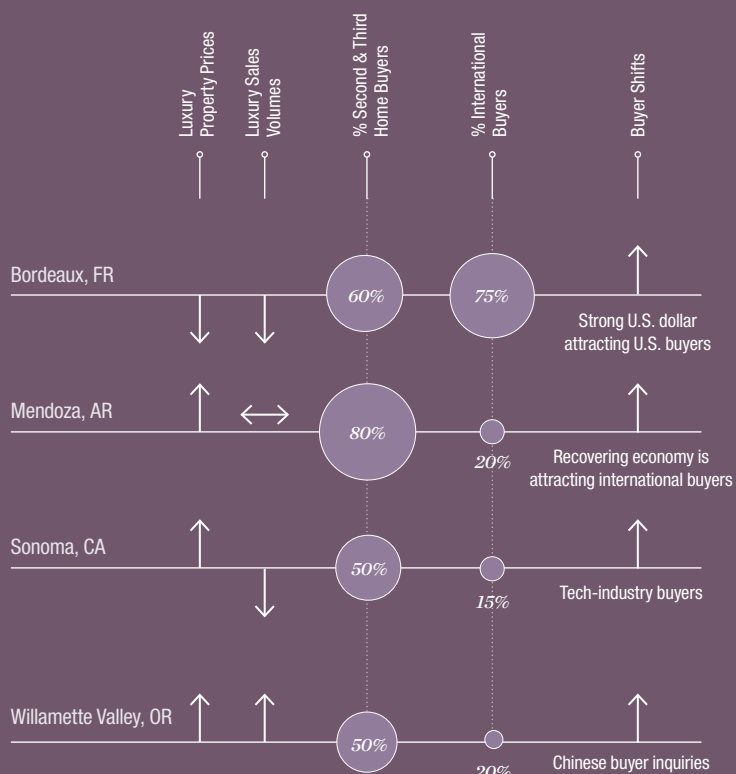 Luxury
Property Prices
Luxury Sales
Volumes
% Second & Third
Home Buyers
% International
Buyers
Buyer Shifts
Bordeaux, FR
60%
75%
Strong U.S. dollar
attracting U.S. buyers
Mendoza, AR
80%
20%
Recovering economy is
attracting international buyers
Sonoma, CA
50%
15%
Tech-industry buyers
Willamette Valley, OR
50%
20%
Chinese buyer inquiries